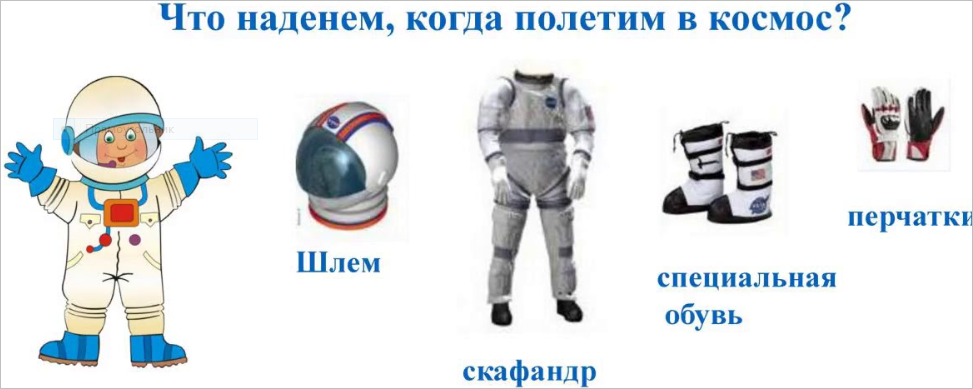 Что наденем, когда полетим в космос?
Шлем
скафандр
специальная
обувь
перчатки